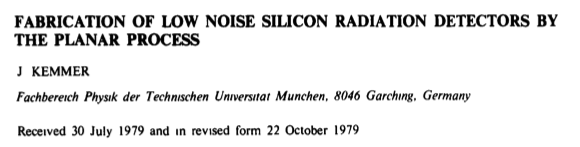 FABRICATION OF LOW NOISE SILICON RADIATION DETECTORS BY
THE PLANAR PROCESS
J KEMMER
Fachbereich Physik der Technischen Universitat Munchen, 8046 Garching, Germany
Received 30 July 1979 and in revised form 22 October 1979